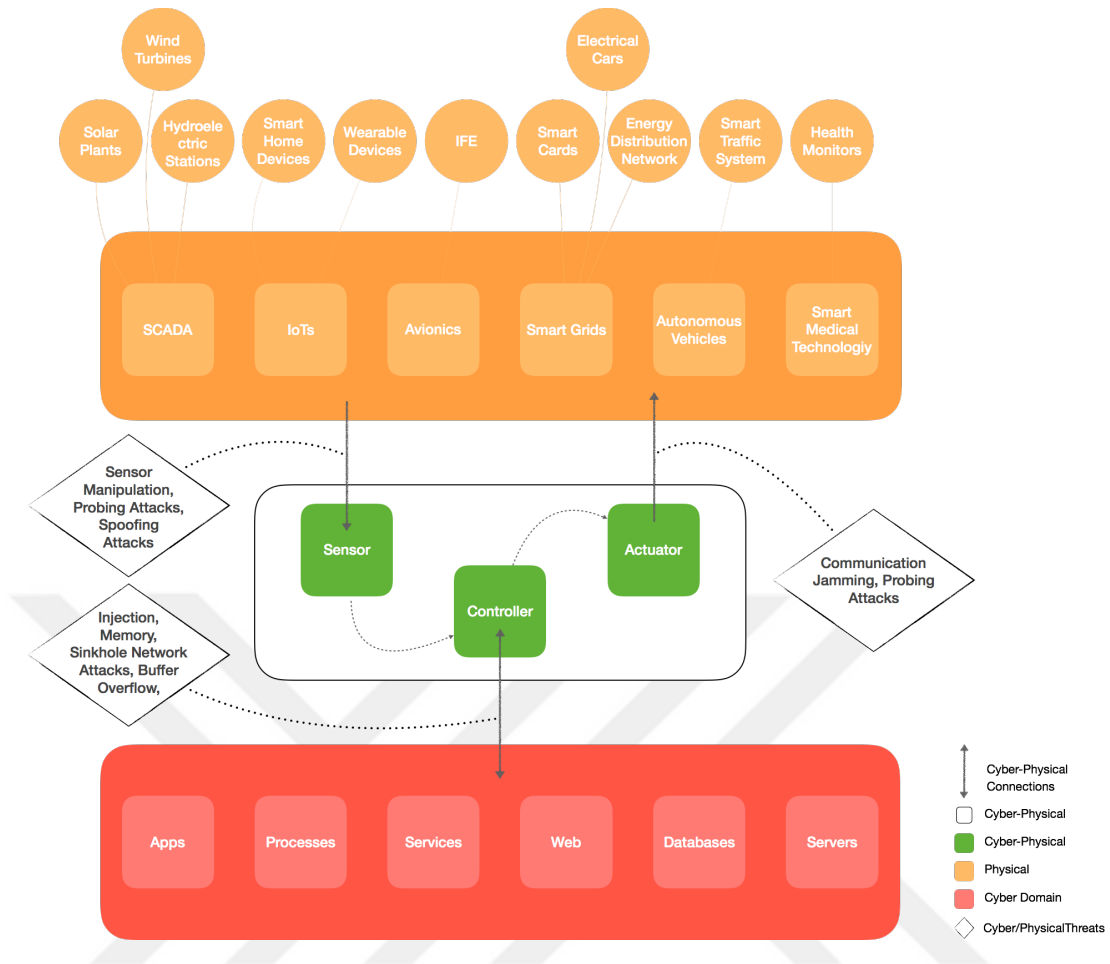 Wind
Turbines
Electrical
Cars
Solar
Plants
Hydroele
ctric
Stations
Smart
Home
Devices
Wearable
Devices
IFE
Smart
Cards
Energy
Distribution
Network
Smart
Traffic
System
Health
Monitors
SCADA
IoTs
Avionics
Smart Grids
Autonomous
Vehicles
Smart
Medical
Technologiy
Sensor
Manipulation,
Probing Attacks,
Spoofing
Attacks
Sensor
Actuator
Controller
Communication
Jamming, Probing
Attacks
Injection,
Memory,
Sinkhole Network
Attacks, Buffer
Overflow,
Apps
Processes
Services
Web
Databases
Servers
Cyber-Physical
Connections
Cyber-Physical
Cyber-Physical
Physical
Cyber Domain
Cyber/PhysicalThreats